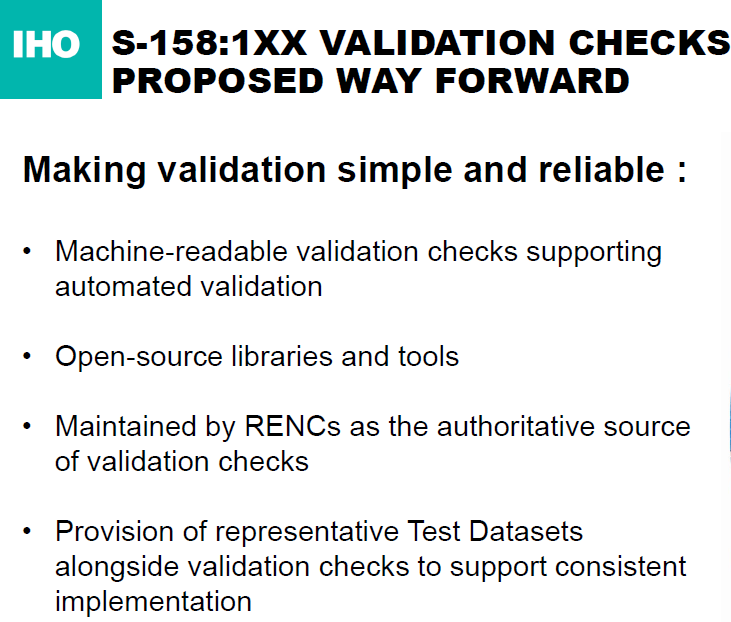 IHO
S-158:1XX VALIDATION CHECKS
PROPOSED WAY FORWARD
Making validation simple and reliable :
• Machine-readable validation checks supporting
automated validation
• Open-source libraries and tools
• Maintained by RENCs as the authoritative source
of validation checks
• Provision of representative Test Datasets
alongside validation checks to support consistent
implementation